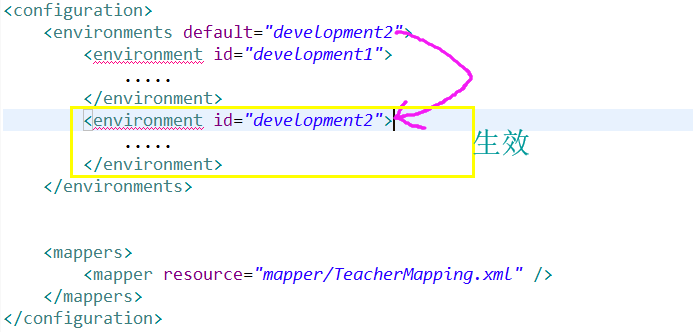 <configuration>
<environments default="development2">
<environment id="development1">
.....
</environment>
<environment id="development2">
生效
.....
</environment>
</environments>
<mappers>
<mapper resource="mapper/TeacherMapping.xml" />
</mappers>
</configuration>